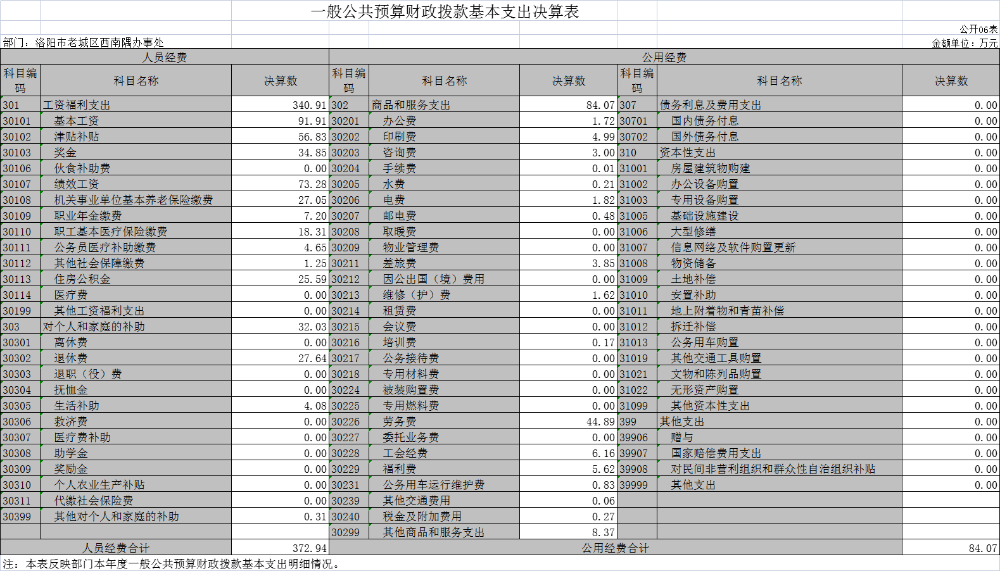 一般公共预算财政拨款基本支出决算表
公开06表
部门：洛阳市老城区西南隅办事处 金额单位：万元
人员经费 公用经费
科目编码 科目名称 决算数 科目编码 科目名称 决算数 科目编码 科目名称 决算数
301 工资福利支出 340.91 302 商品和服务支出 84.07 307 债务利息及费用支出 0.00
30101 基本工资 91.91 30201 办公费 1.72 30701 国内债务付息 0.00
30102 津贴补贴 56.83 30202 印刷费 4.99 30702 国外债务付息 0.00
30103 奖金 34.85 30203 咨询费 3.00 310 资本性支出 0.00
30106 伙食补助费 0.00 30204 手续费 0.01 31001 房屋建筑物购建 0.00
30107 绩效工资 73.28 30205 水费 0.21 31002 办公设备购置 0.00
30108 机关事业单位基本养老保险缴费 27.05 30206 电费 1.82 31003 专用设备购置 0.00
30109 职业年金缴费 7.20 30207 邮电费 0.48 31005 基础设施建设 0.00
30110 职工基本医疗保险缴费 18.31 30208 取暖费 0.00 31006 大型修缮 0.00
30111 公务员医疗补助缴费 4.65 30209 物业管理费 0.00 31007 信息网络及软件购置更新 0.00
30112 其他社会保障缴费 1.25 30211 差旅费 3.85 31008 物资储备 0.00
30113 住房公积金 25.59 30212 因公出国（境）费用 0.00 31009 土地补偿 0.00
30114 医疗费 0.00 30213 维修（护）费 1.62 31010 安置补助 0.00
30199 其他工资福利支出 0.00 30214 租赁费 0.00 31011 地上附着物和青苗补偿 0.00
303 对个人和家庭的补助 32.03 30215 会议费 0.00 31012 拆迁补偿 0.00
30301 离休费 0.00 30216 培训费 0.17 31013 公务用车购置 0.00
30302 退休费 27.64 30217 公务接待费 0.00 31019 其他交通工具购置 0.00
30303 退职（役）费 0.00 30218 专用材料费 0.00 31021 文物和陈列品购置 0.00
30304 抚恤金 0.00 30224 被装购置费 0.00 31022 无形资产购置 0.00
30305 生活补助 4.08 30225 专用燃料费 0.00 31099 其他资本性支出 0.00
30306 救济费 0.00 30226 劳务费 44.89 399 其他支出 0.00
30307 医疗费补助 0.00 30227 委托业务费 0.00 39906 赠与 0.00
30308 助学金 0.00 30228 工会经费 6.16 39907 国家赔偿费用支出 0.00
30309 奖励金 0.00 30229 福利费 5.62 39908 对民间非营利组织和群众性自治组织补贴 0.00
30310 个人农业生产补贴 0.00 30231 公务用车运行维护费 0.83 39999 其他支出 0.00
30311 代缴社会保险费 0.00 30239 其他交通费用 0.06
30399 其他对个人和家庭的补助 0.31 30240 税金及附加费用 0.27
30299 其他商品和服务支出 8.37
人员经费合计 372.94 公用经费合计 84.07
注：本表反映部门本年度一般公共预算财政拨款基本支出明细情况。